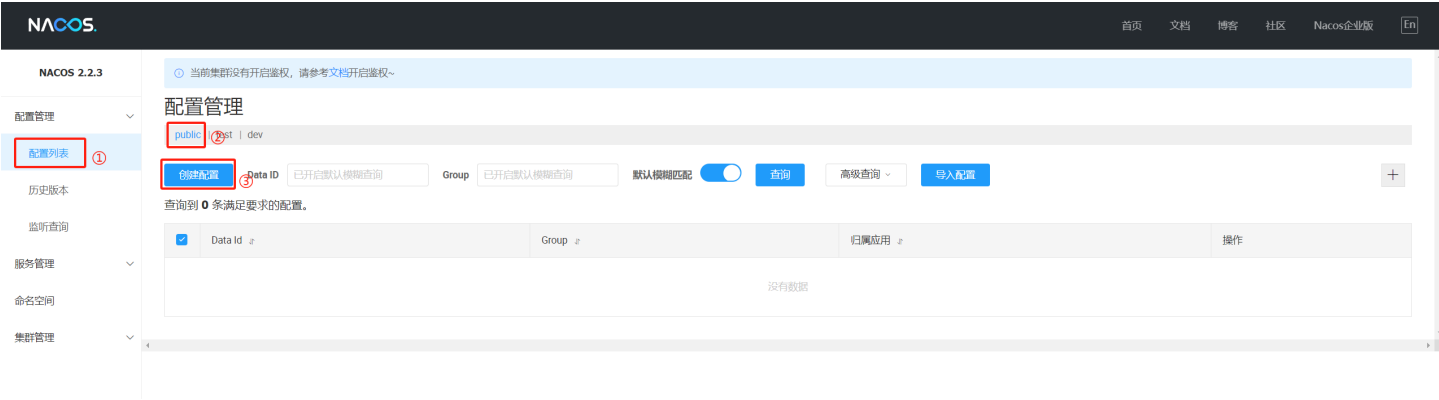 NACOS.
首页 文档 博客 社区 Nacos企业版 En
NACOS 2.2.3
当前集群没有开启鉴权，请参考文档开启鉴权~
配置管理
配置管理
public | test | dev
②
配置列表
①
创建配置
③
Data ID 已开启默认模糊查询 Group 已开启默认模糊查询 默认模糊匹配 查询 高级查询 导入配置
历史版本
查询到 0 条满足要求的配置。
监听查询
Data Id Group 归属应用 操作
服务管理
没有数据
命名空间
集群管理